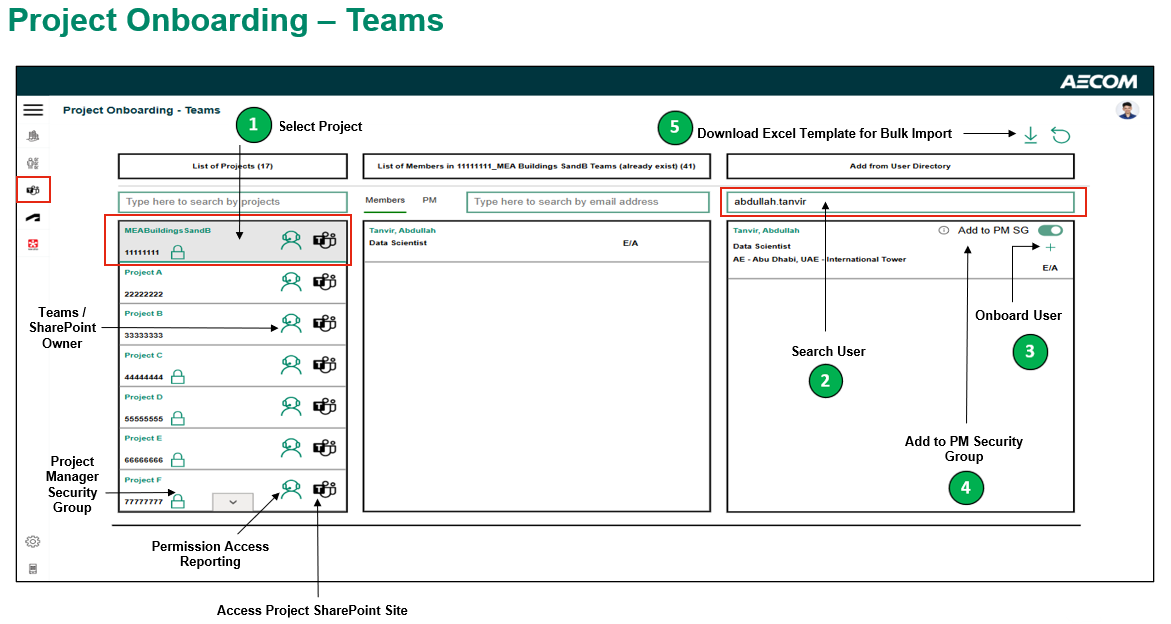 Project Onboarding – Teams
AECOM
Project Onboarding - Teams
1
Select Project
5
Download Excel Template for Bulk Import
List of Projects (17)
List of Members in 11111111_MEA Buildings SandB Teams (already exist) (41)
Add from User Directory
Type here to search by projects
Members
PM
Type here to search by email address
abdullah.tanvir
MEABuildingsSandB
11111111
Project A
22222222
Project B
33333333
Project C
44444444
Project D
55555555
Project E
66666666
Project F
77777777
Tanvir, Abdullah
Data Scientist
E/A
Tanvir, Abdullah
Add to PM SG
Data Scientist
AE - Abu Dhabi, UAE - International Tower
E/A
Teams /
SharePoint
Owner
Onboard User
3
Search User
2
Add to PM Security
Group
4
Project
Manager
Security
Group
Permission Access
Reporting
Access Project SharePoint Site